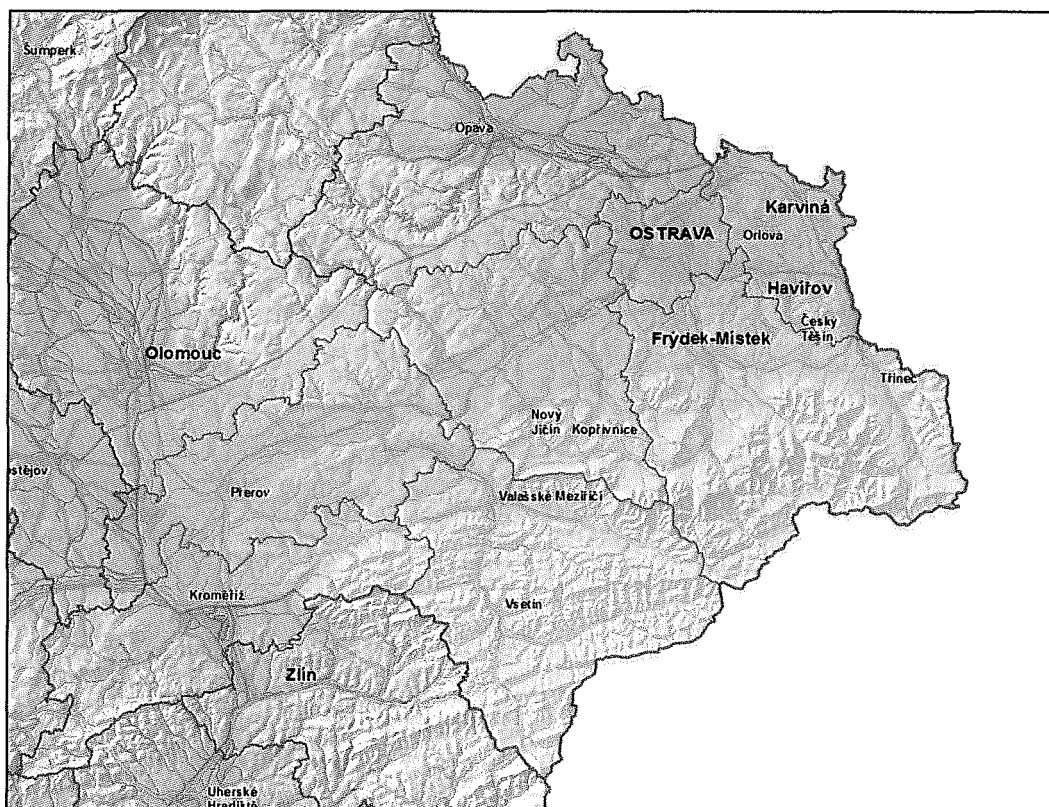 Šumperk
Opava
Karviná
OSTRAVA
Orlová
Havířov
Český
Těšín
Frýdek-Místek
Olomouc
Třinec
Nový
Jičín
Kopřivnice
ostějov
Přerov
Valašské Meziříčí
Kroměříž
Vsetín
Zlín
Uherské
Hradiště